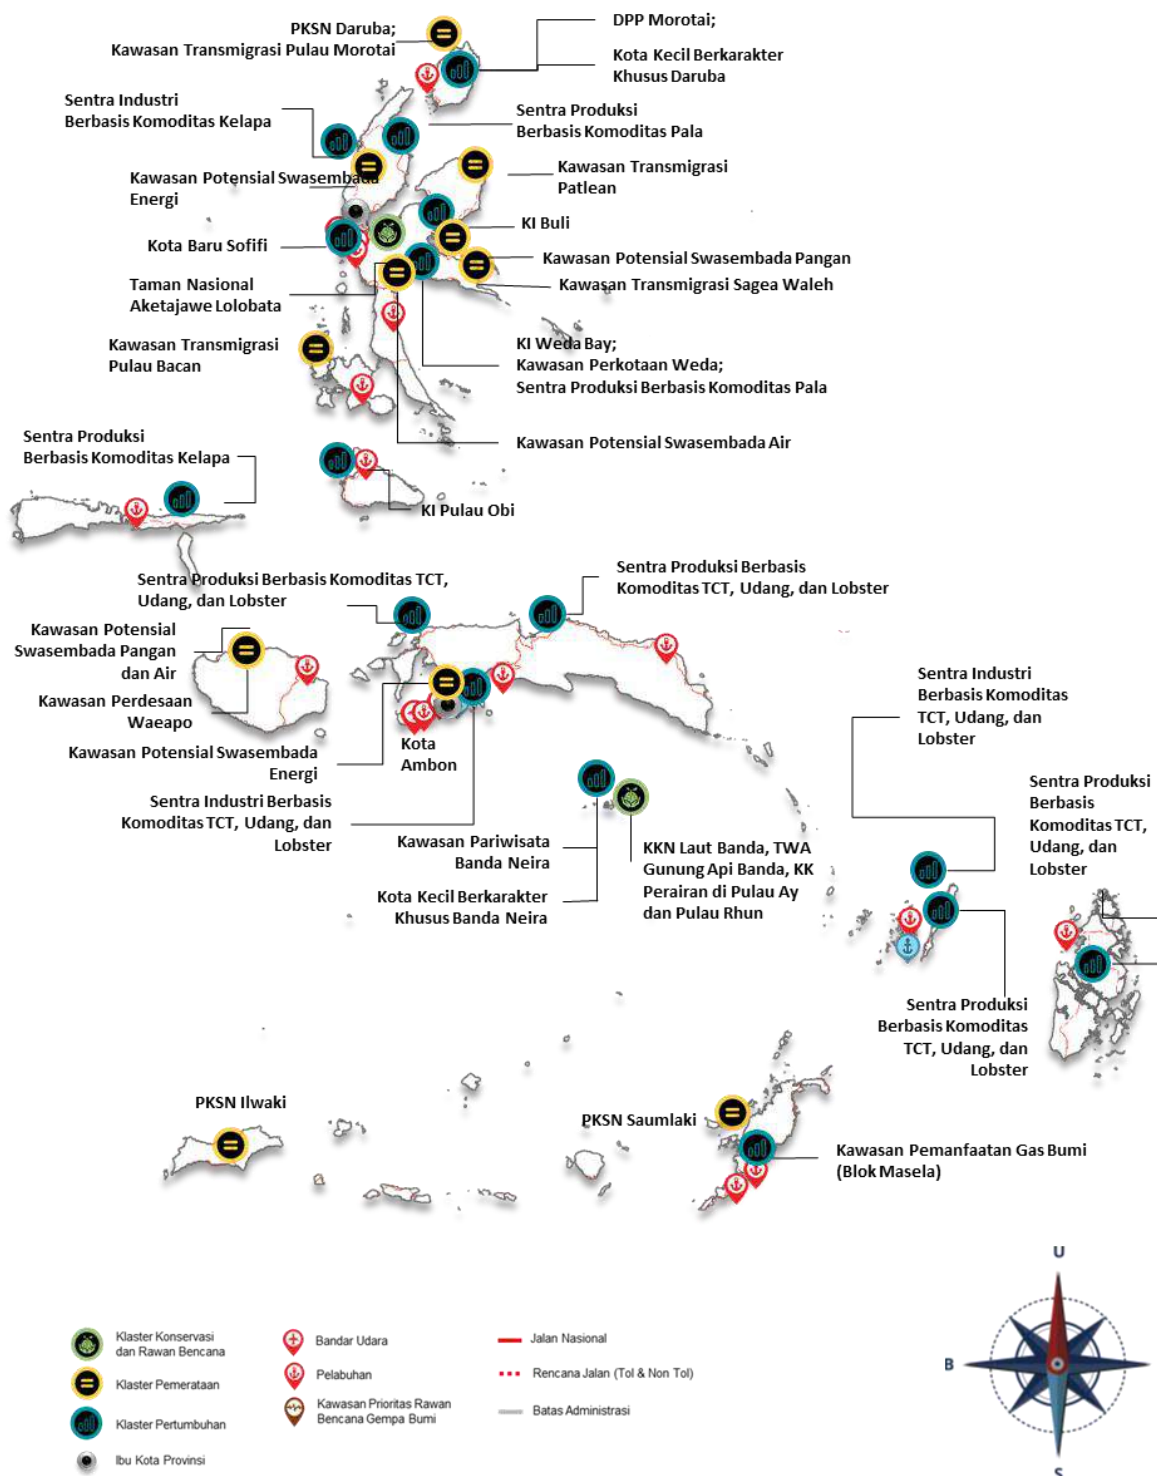 PKSN Daruba;
Kawasan Transmigrasi Pulau Morotai
DPP Morotai;
Kota Kecil Berkarakter
Khusus Daruba
Sentra Industri
Berbasis Komoditas Kelapa
Sentra Produksi
Berbasis Komoditas Pala
Kawasan Potensial Swasembada
Energi
Kawasan Transmigrasi
Patlean
KI Buli
Kota Baru Sofifi
Kawasan Potensial Swasembada Pangan
Kawasan Transmigrasi Sagea Waleh
Taman Nasional
Aketajawe Lolobata
Kawasan Transmigrasi
Pulau Bacan
KI Weda Bay;
Kawasan Perkotaan Weda;
Sentra Produksi Berbasis Komoditas Pala
Kawasan Potensial Swasembada Air
Sentra Produksi
Berbasis Komoditas Kelapa
KI Pulau Obi
Sentra Produksi Berbasis Komoditas TCT,
Udang, dan Lobster
Sentra Produksi Berbasis
Komoditas TCT, Udang, dan Lobster
Kawasan Potensial
Swasembada Pangan
dan Air
Kawasan Perdesaan
Waeapo
Kawasan Potensial Swasembada
Energi
Kota
Ambon
Sentra Industri Berbasis
Komoditas TCT, Udang, dan
Lobster
Kawasan Pariwisata
Banda Neira
Kota Kecil Berkarakter
Khusus Banda Neira
KKN Laut Banda, TWA
Gunung Api Banda, KK
Perairan di Pulau Ay
dan Pulau Rhun
Sentra Industri
Berbasis Komoditas
TCT, Udang, dan
Lobster
Sentra Produksi
Berbasis
Komoditas TCT,
Udang, dan
Lobster
Sentra Produksi
Berbasis Komoditas
TCT, Udang, dan
Lobster
PKSN Ilwaki
PKSN Saumlaki
Kawasan Pemanfaatan Gas Bumi
(Blok Masela)
Klaster Konservasi
dan Rawan Bencana
Klaster Pemerataan
Klaster Pertumbuhan
Ibu Kota Provinsi
Bandar Udara
Pelabuhan
Kawasan Prioritas Rawan
Bencana Gempa Bumi
Jalan Nasional
Rencana Jalan (Tol & Non Tol)
Batas Administrasi
U
B
S